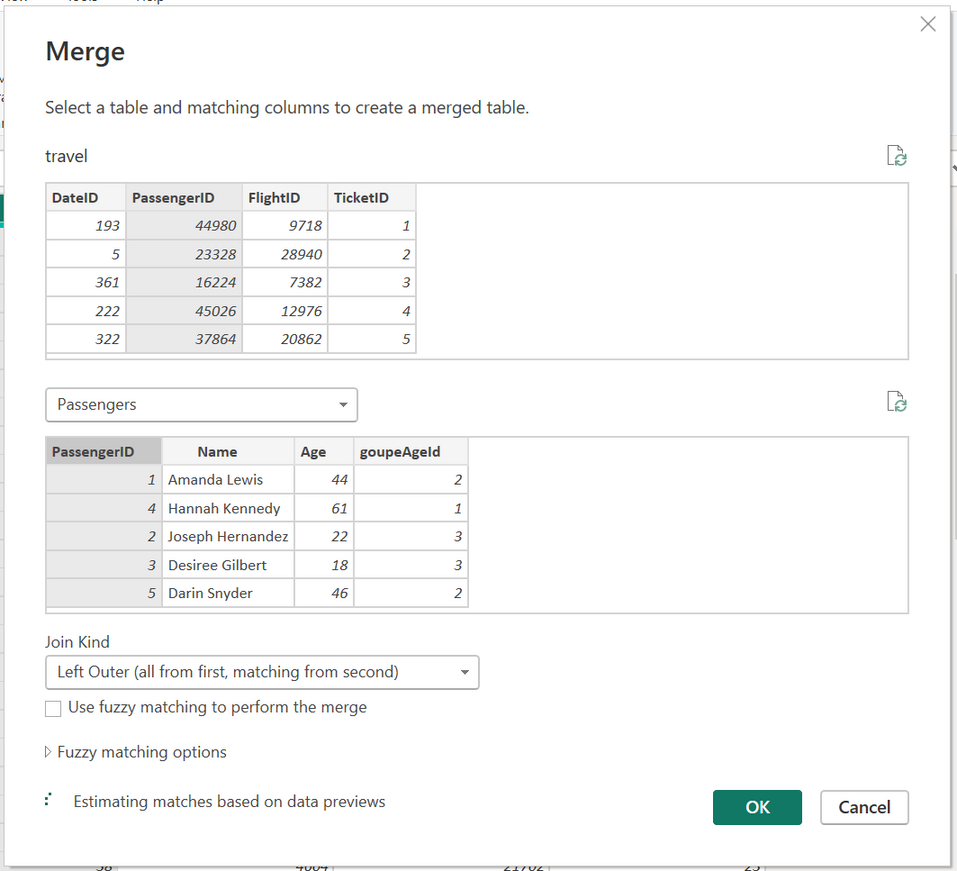 Merge
Select a table and matching columns to create a merged table.
travel
DateID PassengerID FlightID TicketID
193 44980 9718 1
5 23328 28940 2
361 16224 7382 3
222 45026 12976 4
322 37864 20862 5
Passengers
PassengerID Name Age goupeAgeId
1 Amanda Lewis 44 2
4 Hannah Kennedy 61 1
2 Joseph Hernandez 22 3
3 Desiree Gilbert 18 3
5 Darin Snyder 46 2
Join Kind
Left Outer (all from first, matching from second)
Use fuzzy matching to perform the merge
Fuzzy matching options
Estimating matches based on data previews
OK Cancel